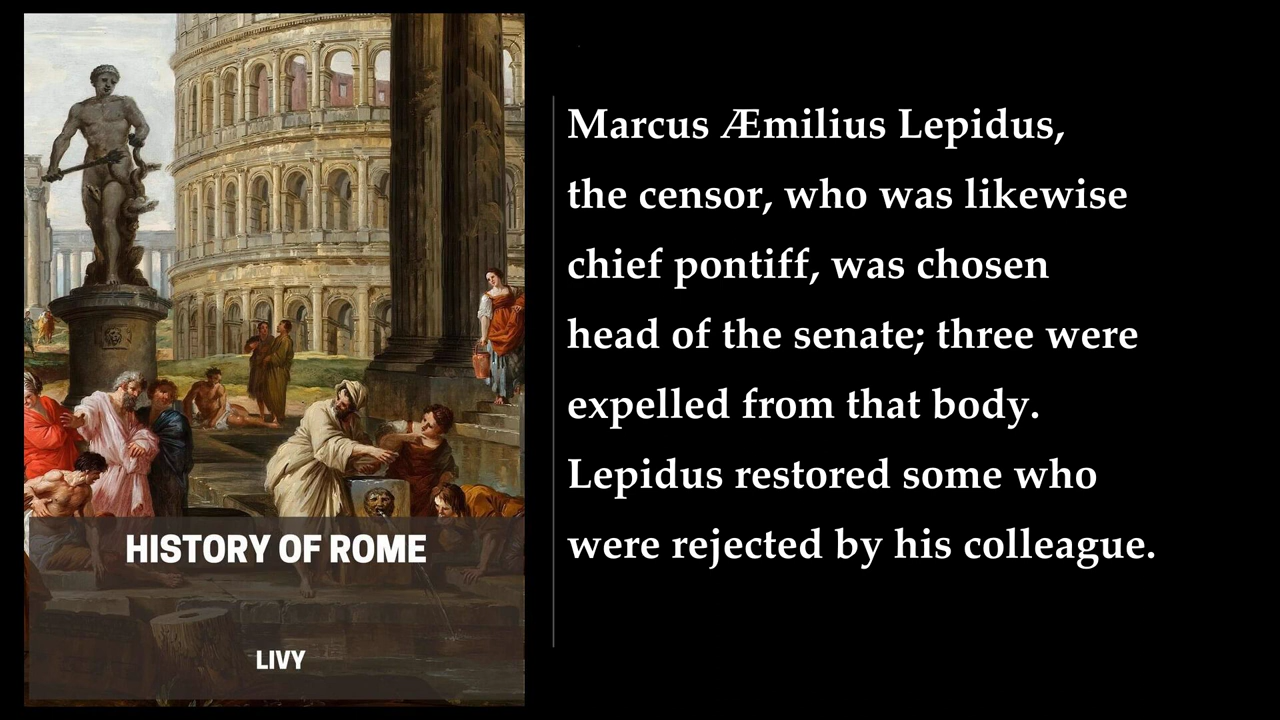 Marcus Æmilius Lepidus,
the censor, who was likewise
chief pontiff, was chosen
head of the senate; three were
expelled from that body.
Lepidus restored some who
were rejected by his colleague.
HISTORY OF ROME
LIVY